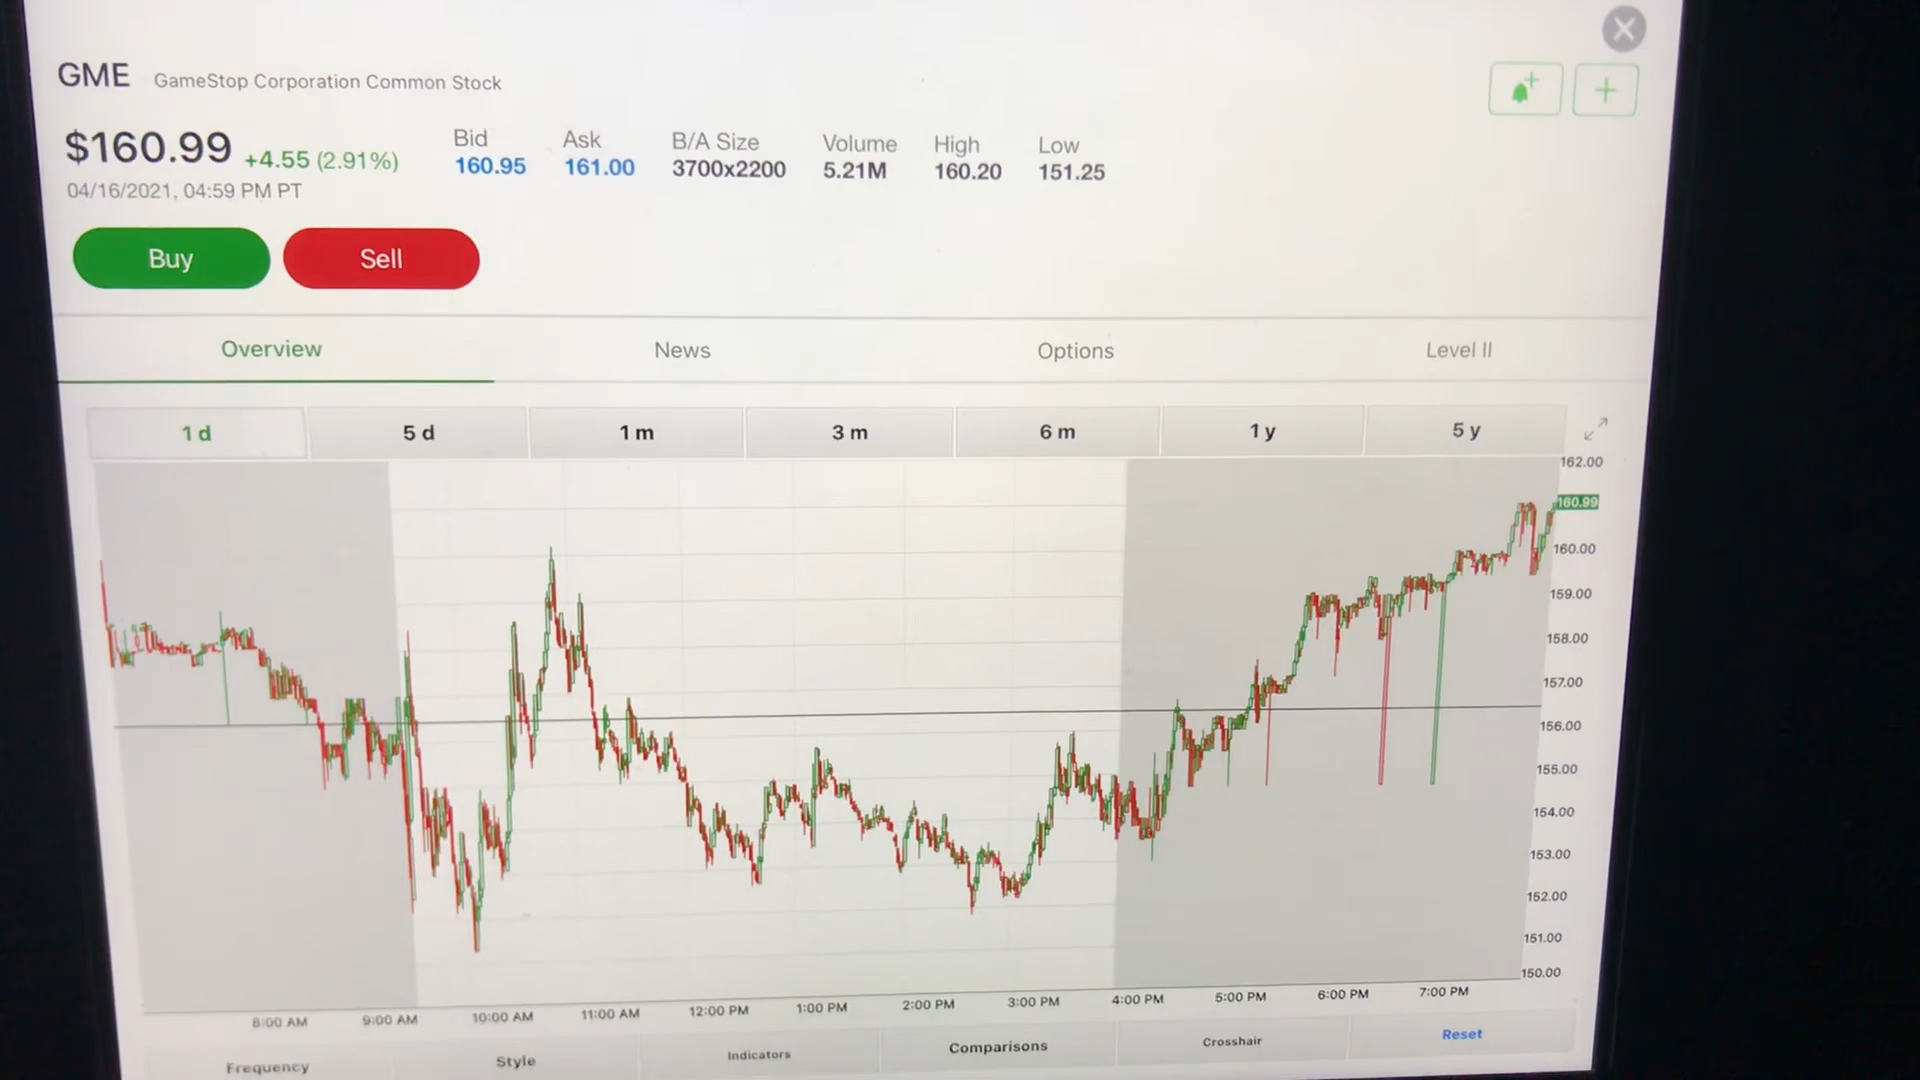 GME GameStop Corporation Common Stock
$160.99 +4.55 (2.91%)
04/16/2021, 04:59 PM PT
Bid Ask B/A Size Volume High Low
160.95 161.00 3700x2200 5.21M 160.20 151.25
Buy Sell
Overview News Options Level II
1 d 5 d 1 m 3 m 6 m 1 y 5 y
162.00
160.99
160.00
159.00
158.00
157.00
156.00
155.00
154.00
153.00
152.00
151.00
150.00
8:00 AM 9:00 AM 10:00 AM 11:00 AM 12:00 PM 1:00 PM 2:00 PM 3:00 PM 4:00 PM 5:00 PM 6:00 PM 7:00 PM
Frequency Style Indicators Comparisons Crosshair Reset